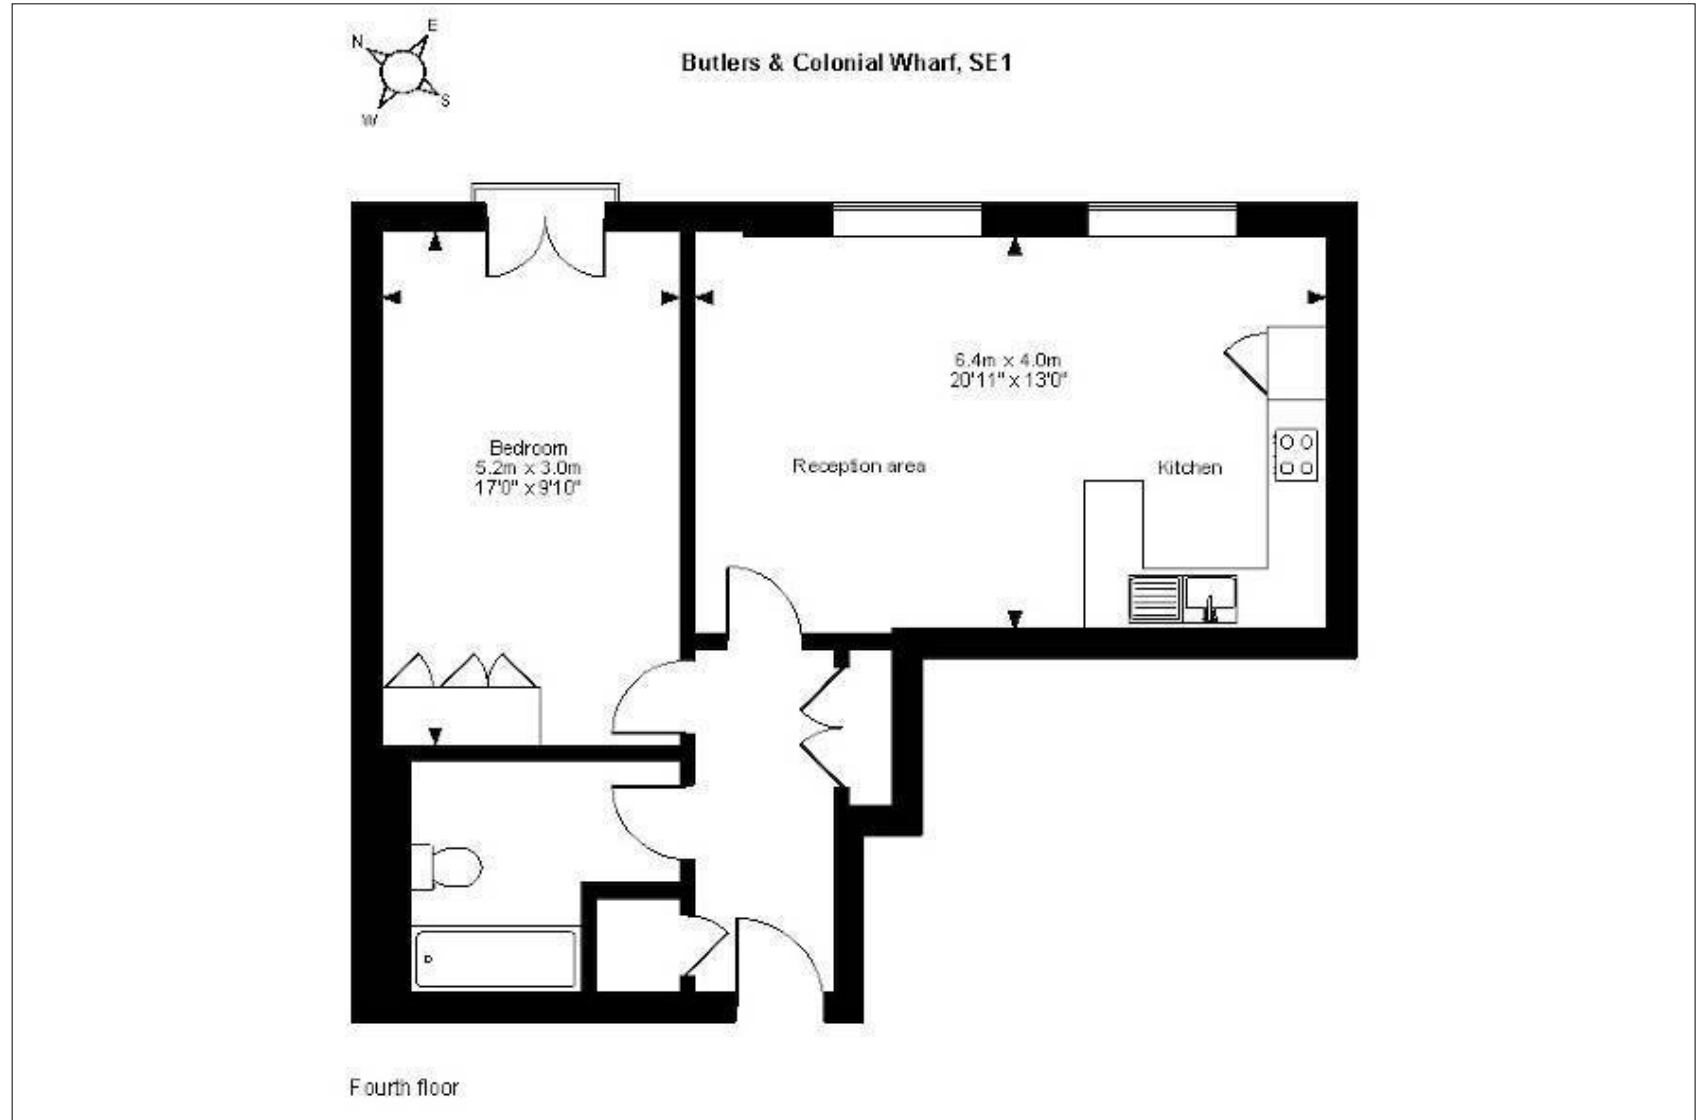 E
N
S
W
Butlers & Colonial Wharf, SE1
6.4m x 4.0m
20'11" x 13'0"
Bedroom
5.2m x 3.0m
17'0" x 9'10"
Reception area
Kitchen
Fourth floor